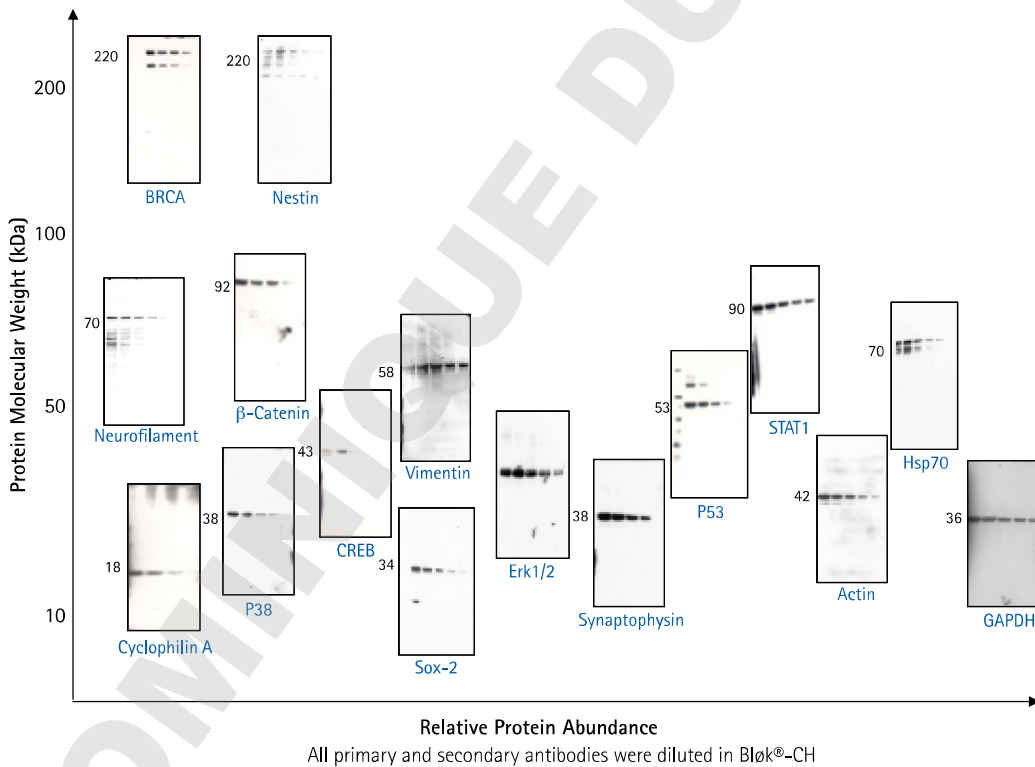 220
BRCA
220
Nestin
200
100
50
10
Protein Molecular Weight (kDa)
70
Neurofilament
92
β-Catenin
58
Vimentin
90
STAT1
70
Hsp70
53
P53
43
CREB
Erk1/2
38
Synaptophysin
42
Actin
36
GAPDH
18
Cyclophilin A
38
P38
34
Sox-2
Relative Protein Abundance
All primary and secondary antibodies were diluted in Bløk®-CH
OMINIQUE DU